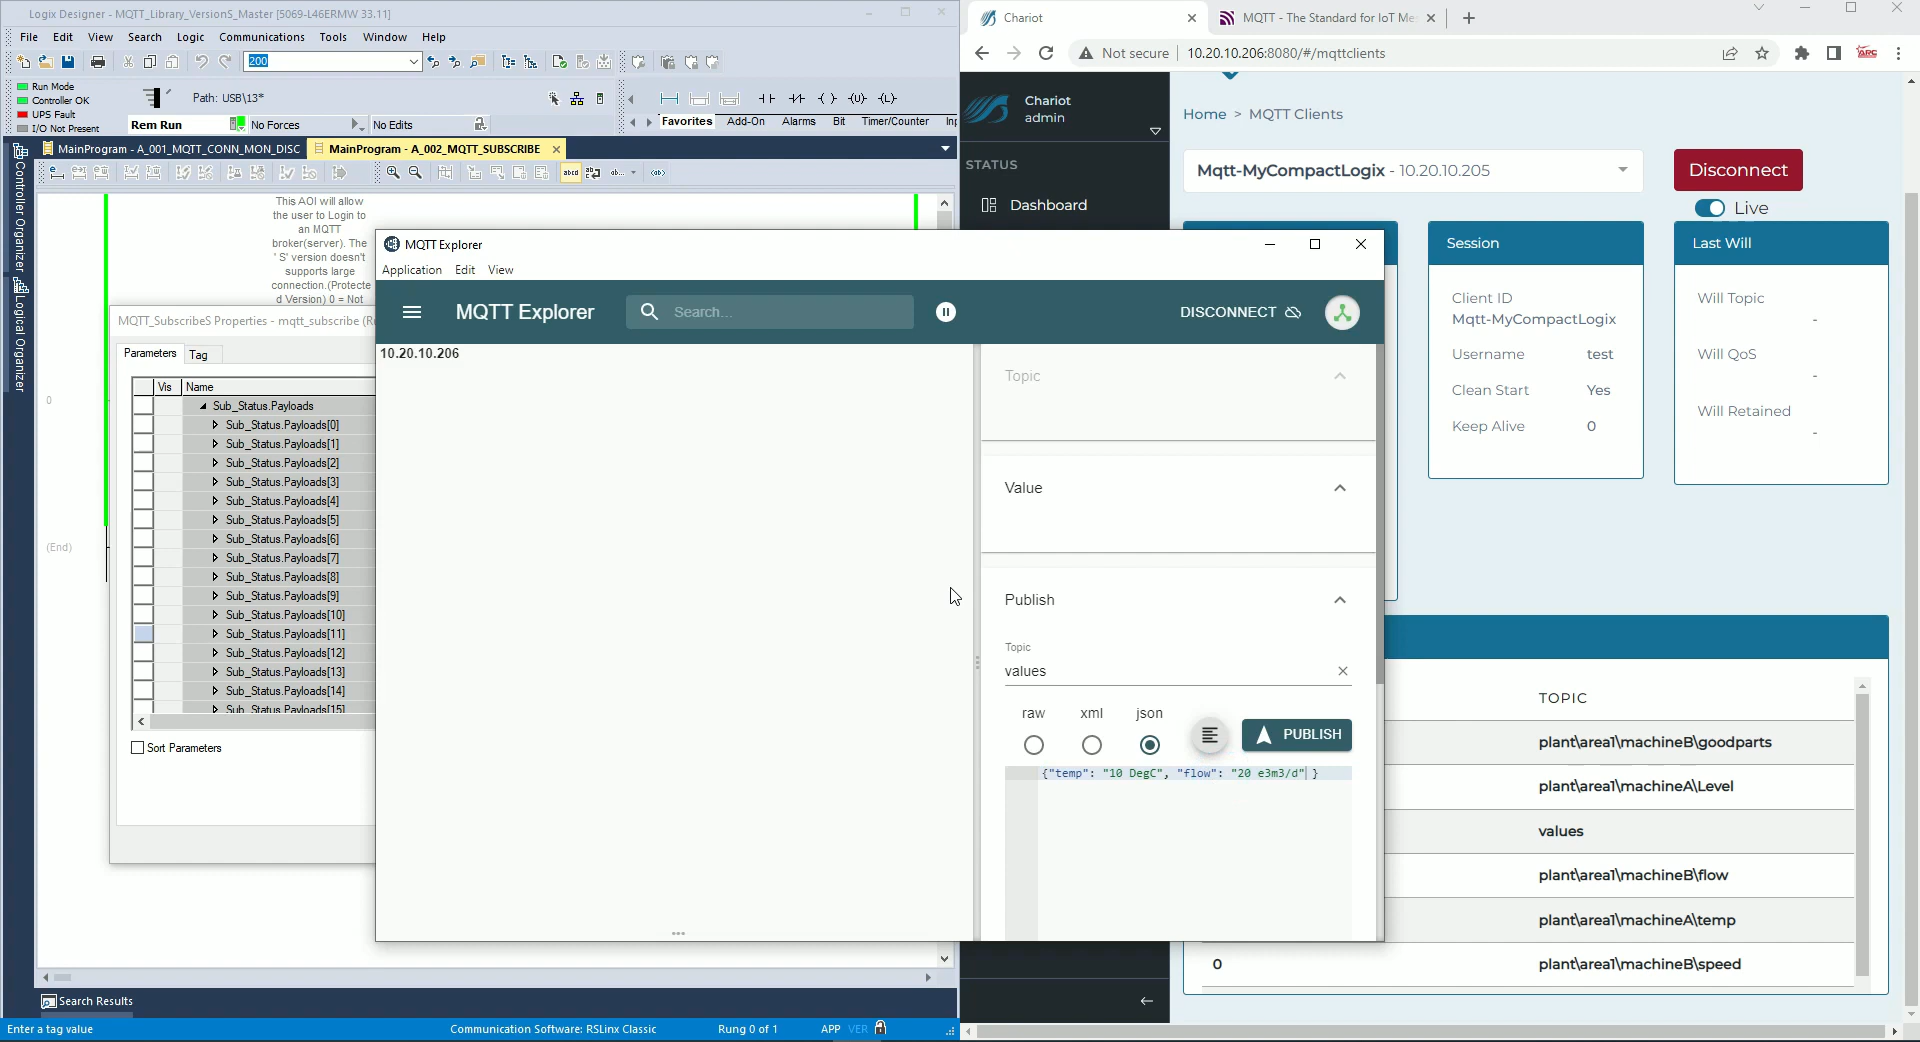 Logix Designer - MQTT_Library_VersionS_Master [5069-L46ERMW 33.11]
File Edit View Search Logic Communications Tools Window Help
200
Run Mode
Controller OK
UPS Fault
I/O Not Present
Path: USB\13*
Rem Run
No Forces
No Edits
Favorites Add-On Alarms Bit Timer/Counter
MainProgram - A_001_MQTT_CONN_MON_DISC
MainProgram - A_002_MQTT_SUBSCRIBE
Controller Organizer
Logical Organizer
This AOI will allow
the user to Login to
an MQTT
broker(server). The
' S' version doesn't
supports large
connection.(Protecte
d Version) 0 = Not
0
(End)
MQTT_SubscribeS Properties - mqtt_subscribe (R
Parameters Tag
Vis Name
Sub_Status.Payloads
Sub_Status.Payloads[0]
Sub_Status.Payloads[1]
Sub_Status.Payloads[2]
Sub_Status.Payloads[3]
Sub_Status.Payloads[4]
Sub_Status.Payloads[5]
Sub_Status.Payloads[6]
Sub_Status.Payloads[7]
Sub_Status.Payloads[8]
Sub_Status.Payloads[9]
Sub_Status.Payloads[10]
Sub_Status.Payloads[11]
Sub_Status.Payloads[12]
Sub_Status.Payloads[13]
Sub_Status.Payloads[14]
Sub_Status.Payloads[15]
Sort Parameters
Search Results
Enter a tag value
Communication Software: RSLinx Classic
Rung 0 of 1
APP VER
MQTT Explorer
Application Edit View
MQTT Explorer
Search...
DISCONNECT
10.20.10.206
Topic
Value
Publish
Topic
values
raw xml json
PUBLISH
{"temp": "10 DegC", "flow": "20 e3m3/d" }
Chariot
MQTT - The Standard for IoT Me
Not secure
10.20.10.206:8080/#/mqttclients
ARC
Chariot
admin
STATUS
Dashboard
Home > MQTT Clients
Mqtt-MyCompactLogix - 10.20.10.205
Disconnect
Live
Session
Client ID
Mqtt-MyCompactLogix
Username test
Clean Start Yes
Keep Alive 0
Last Will
Will Topic
-
Will QoS
-
Will Retained
-
TOPIC
plant\area1\machineB\goodparts
plant\area1\machineA\Level
values
plant\area1\machineB\flow
plant\area1\machineA\temp
0 plant\area1\machineB\speed